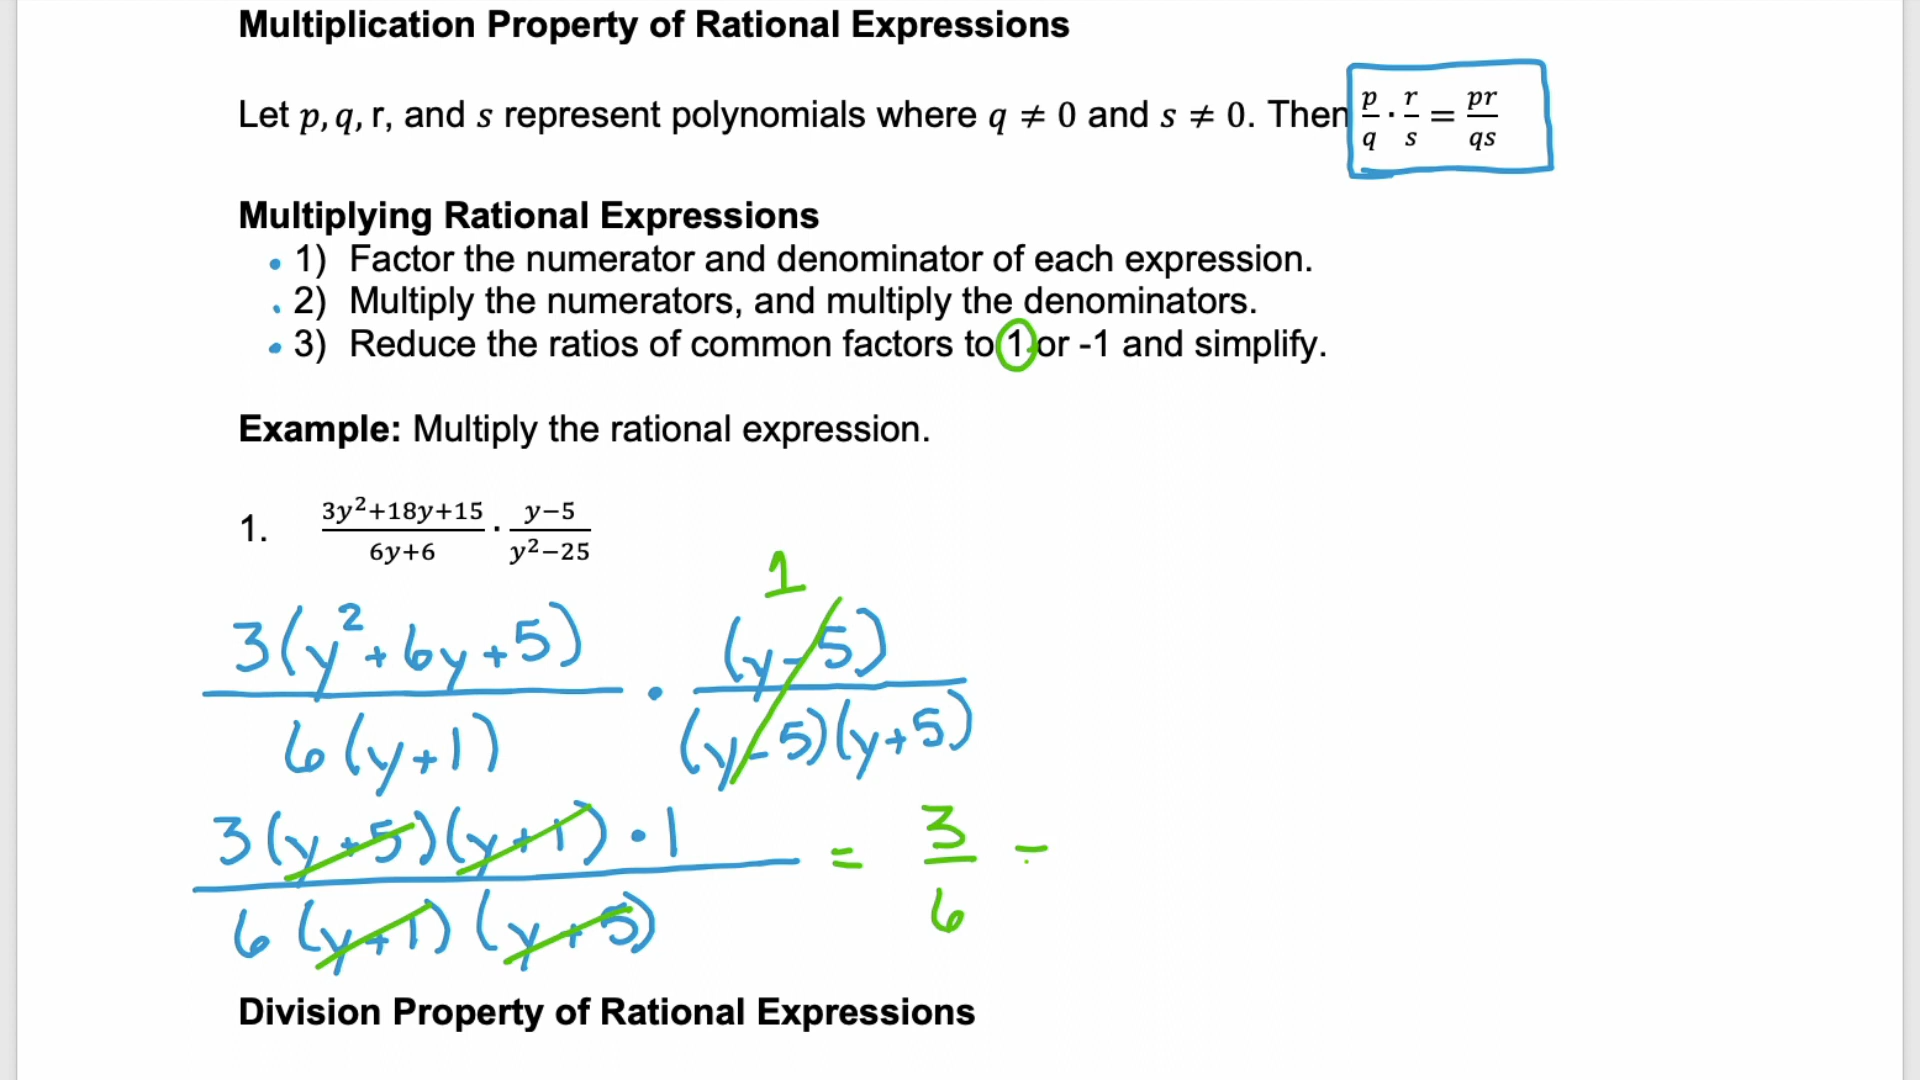 Multiplication Property of Rational Expressions
Let p, q, r, and s represent polynomials where q ≠ 0 and s ≠ 0. Then p/q · r/s = pr/qs
Multiplying Rational Expressions
• 1) Factor the numerator and denominator of each expression.
• 2) Multiply the numerators, and multiply the denominators.
• 3) Reduce the ratios of common factors to 1 or -1 and simplify.
Example: Multiply the rational expression.
1. (3y²+18y+15)/(6y+6) · (y−5)/(y²−25)
1
3(y²+6y+5) / 6(y+1) · (y-5) / (y-5)(y+5)
3(y+5)(y+1)·1 / 6(y+1)(y+5) = 3/6 -
Division Property of Rational Expressions